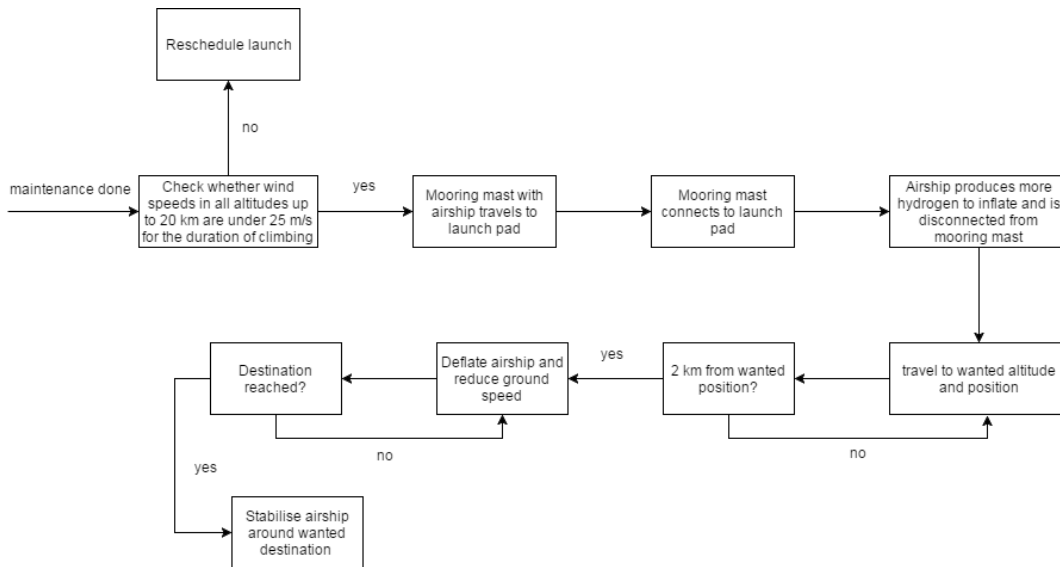 Reschedule launch
no
maintenance done
Check whether wind
speeds in all altitudes up
to 20 km are under 25 m/s
for the duration of climbing
yes
Mooring mast with
airship travels to
launch pad
Mooring mast
connects to launch
pad
Airship produces more
hydrogen to inflate and is
disconnected from
mooring mast
travel to wanted altitude
and position
2 km from wanted
position?
no
yes
Deflate airship and
reduce ground
speed
Destination
reached?
no
yes
Stabilise airship
around wanted
destination